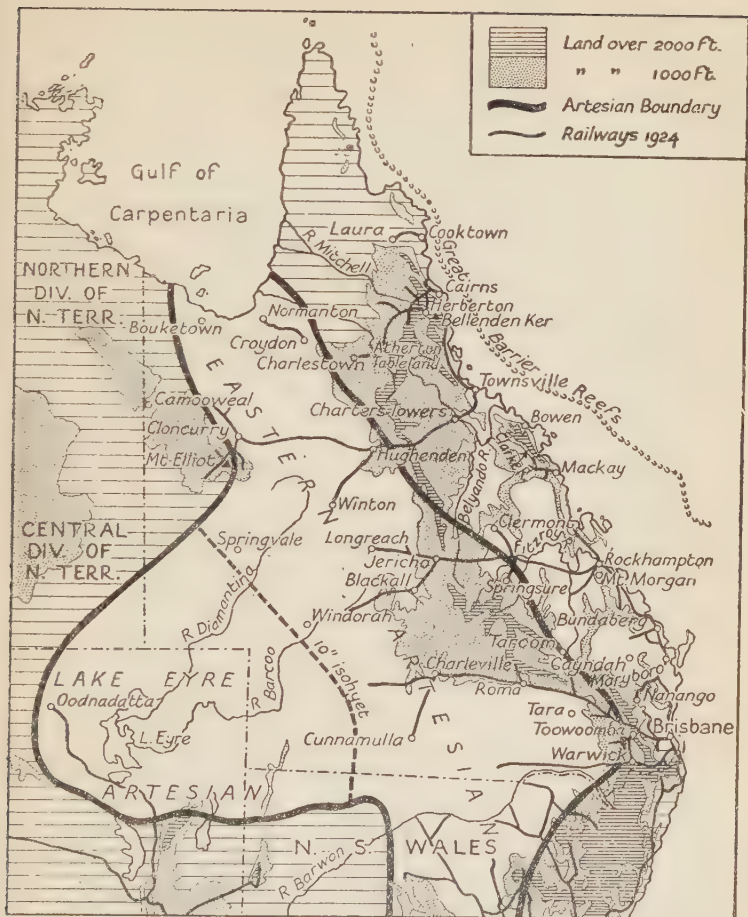 Land over 2000 ft.
" " 1000 ft.
Artesian Boundary
Railways 1924
Gulf of
Carpentaria
Laura
Cooktown
R Mitchell
Great
Barrier
Reefs
NORTHERN
DIV. OF
N. TERR.
Cairns
Herberton
Bellenden Ker
Normanton
Bouketown
Croydon
Charlestown
Atherton
Tableland
Townsville
EASTERN
Camooweal
Charters Towers
Bowen
Cloncurry
Clarke
Hughenden
Mackay
Mt Elliot
Belyando R.
Winton
CENTRAL
DIV. OF
N. TERR.
Springvale
Clermont
Longreach
Fitzroy
Jericho
Rockhampton
Blackall
Mt. Morgan
Springsure
R Diamantina
Windorah
Bundaberg
R Barcoo
10" isohyet
Taroom
Gayndah
Maryboro
LAKE EYRE
Charleville
Roma
Nanango
Oodnadatta
Tara
Toowoomba
Brisbane
L. Eyre
Cunnamulla
Warwick
ARTESIAN
ARTESIAN
N. S. WALES
R Barwon